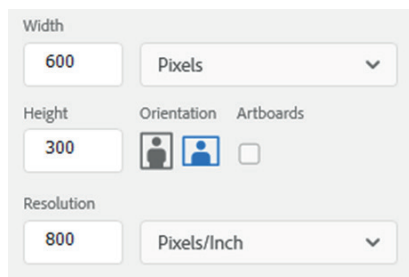 Width
600 Pixels
Height Orientation Artboards
300
Resolution
800 Pixels/Inch